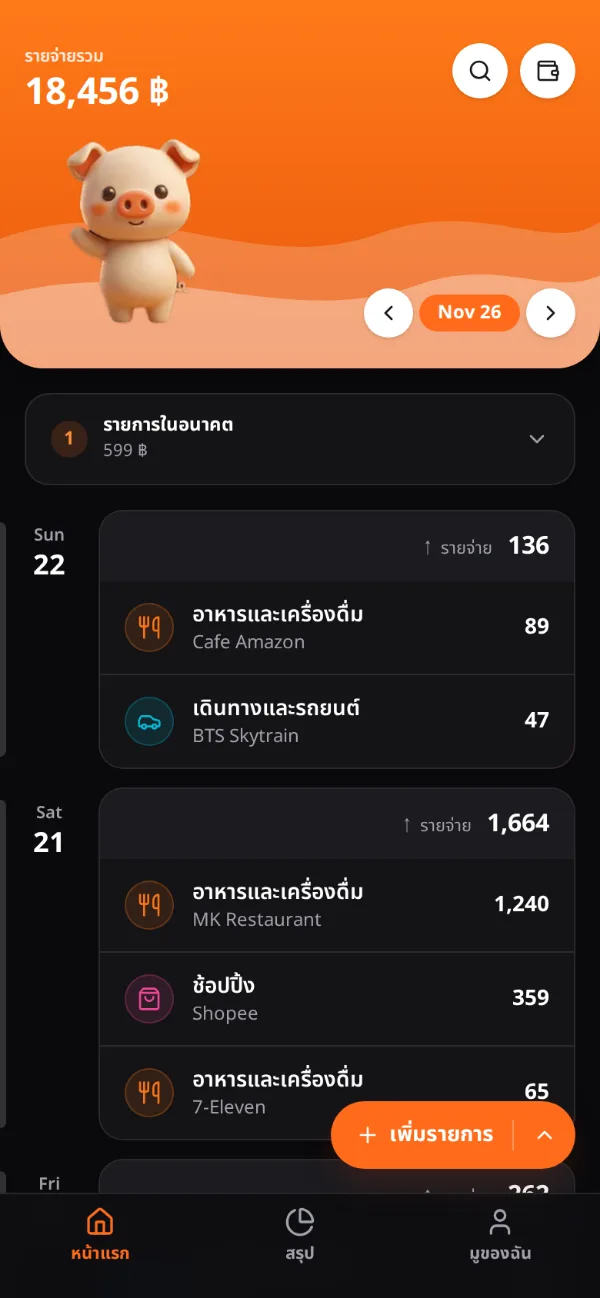 รายจ่ายรวม
18,456 ฿
Nov 26
1
รายการในอนาคต
599 ฿
Sun
22
↑ รายจ่าย 136
อาหารและเครื่องดื่ม
Cafe Amazon
89
เดินทางและรถยนต์
BTS Skytrain
47
Sat
21
↑ รายจ่าย 1,664
อาหารและเครื่องดื่ม
MK Restaurant
1,240
ช้อปปิ้ง
Shopee
359
อาหารและเครื่องดื่ม
7-Eleven
65
+ เพิ่มรายการ
Fri
262
หน้าแรก
สรุป
มูของฉัน